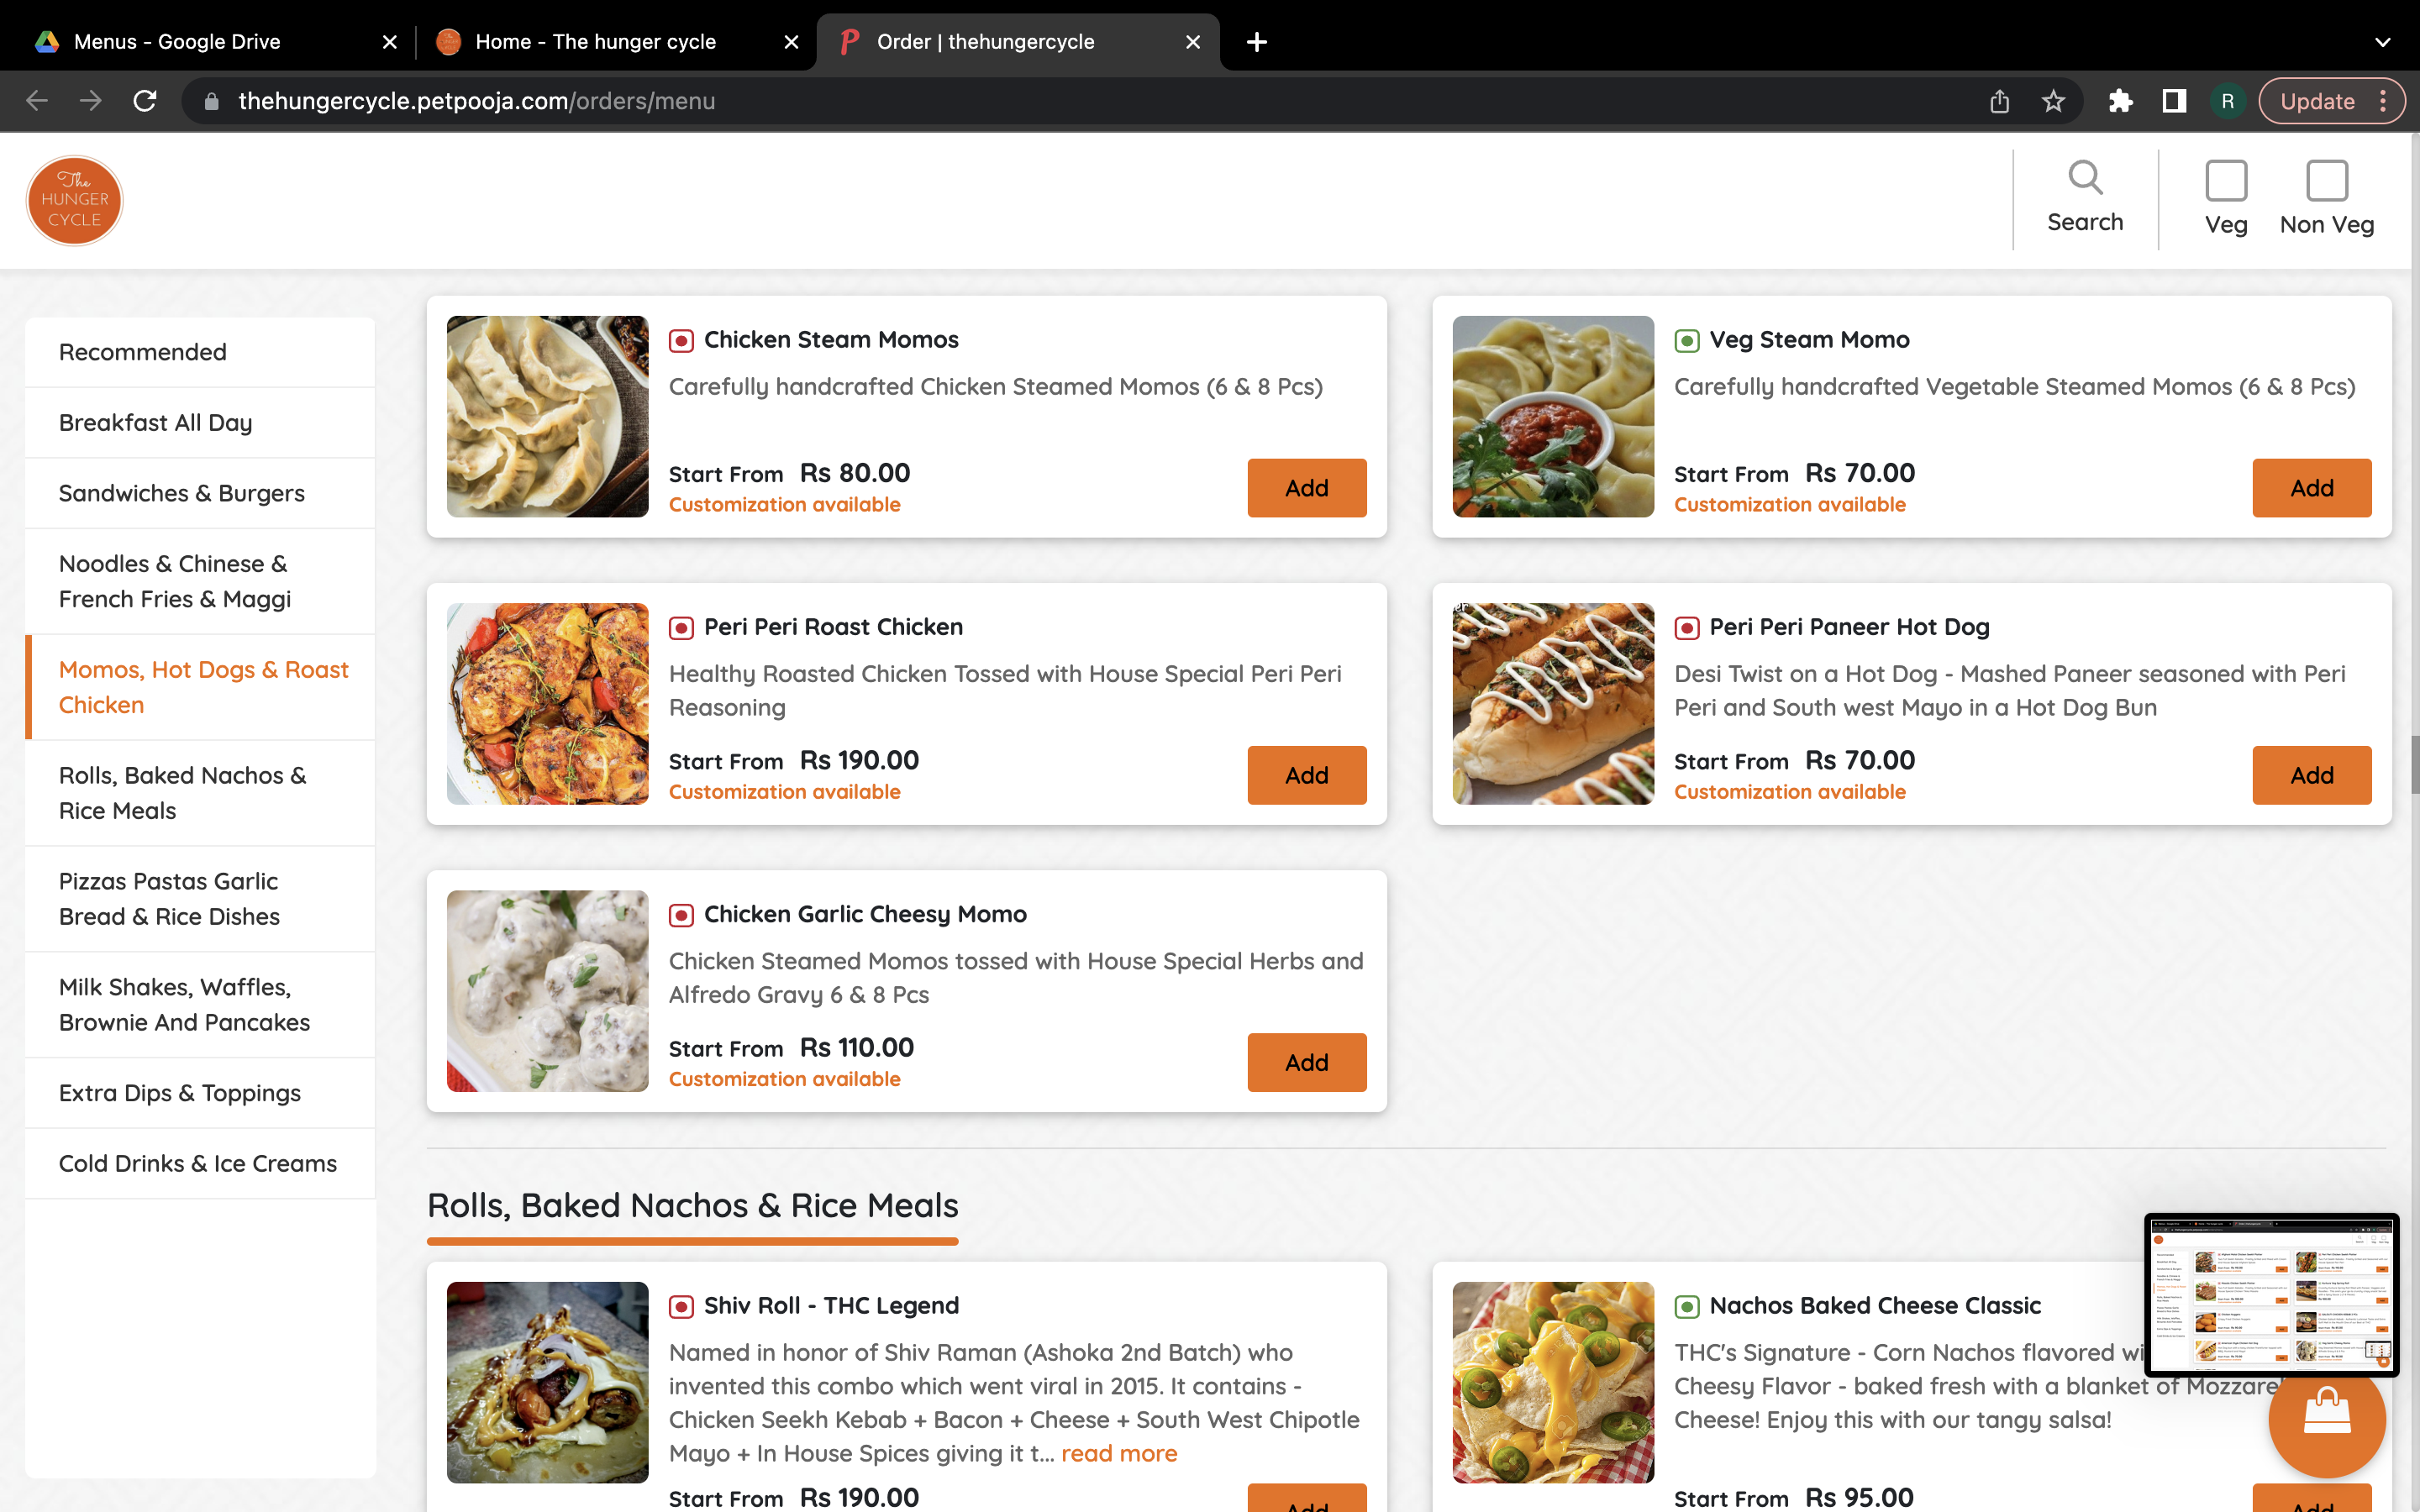 Menus - Google Drive
Home - The hunger cycle
Order | thehungercycle
thehungercycle.petpooja.com/orders/menu
R
Update
The
HUNGER
CYCLE
Search
Veg
Non Veg
Recommended
Breakfast All Day
Sandwiches & Burgers
Noodles & Chinese &
French Fries & Maggi
Momos, Hot Dogs & Roast
Chicken
Rolls, Baked Nachos &
Rice Meals
Pizzas Pastas Garlic
Bread & Rice Dishes
Milk Shakes, Waffles,
Brownie And Pancakes
Extra Dips & Toppings
Cold Drinks & Ice Creams
Chicken Steam Momos
Carefully handcrafted Chicken Steamed Momos (6 & 8 Pcs)
Start From Rs 80.00
Customization available
Add
Veg Steam Momo
Carefully handcrafted Vegetable Steamed Momos (6 & 8 Pcs)
Start From Rs 70.00
Customization available
Add
Peri Peri Roast Chicken
Healthy Roasted Chicken Tossed with House Special Peri Peri
Reasoning
Start From Rs 190.00
Customization available
Add
Peri Peri Paneer Hot Dog
Desi Twist on a Hot Dog - Mashed Paneer seasoned with Peri
Peri and South west Mayo in a Hot Dog Bun
Start From Rs 70.00
Customization available
Add
Chicken Garlic Cheesy Momo
Chicken Steamed Momos tossed with House Special Herbs and
Alfredo Gravy 6 & 8 Pcs
Start From Rs 110.00
Customization available
Add
Rolls, Baked Nachos & Rice Meals
Shiv Roll - THC Legend
Named in honor of Shiv Raman (Ashoka 2nd Batch) who
invented this combo which went viral in 2015. It contains -
Chicken Seekh Kebab + Bacon + Cheese + South West Chipotle
Mayo + In House Spices giving it t... read more
Start From Rs 190.00
Add
Nachos Baked Cheese Classic
THC's Signature - Corn Nachos flavored
Cheesy Flavor - baked fresh with a blanket of
Cheese! Enjoy this with our tangy salsa!
Start From Rs 95.00
Add